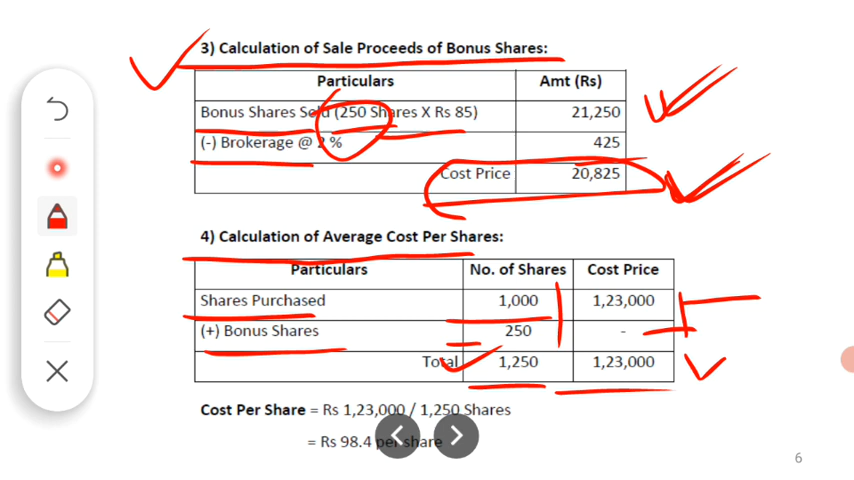 3) Calculation of Sale Proceeds of Bonus Shares:
Particulars Amt (Rs)
Bonus Shares Sold (250 Shares X Rs 85) 21,250
(-) Brokerage @ 2 % 425
Cost Price 20,825
4) Calculation of Average Cost Per Shares:
Particulars No. of Shares Cost Price
Shares Purchased 1,000 1,23,000
(+) Bonus Shares 250 -
Total 1,250 1,23,000
Cost Per Share = Rs 1,23,000 / 1,250 Shares
= Rs 98.4 per share
6